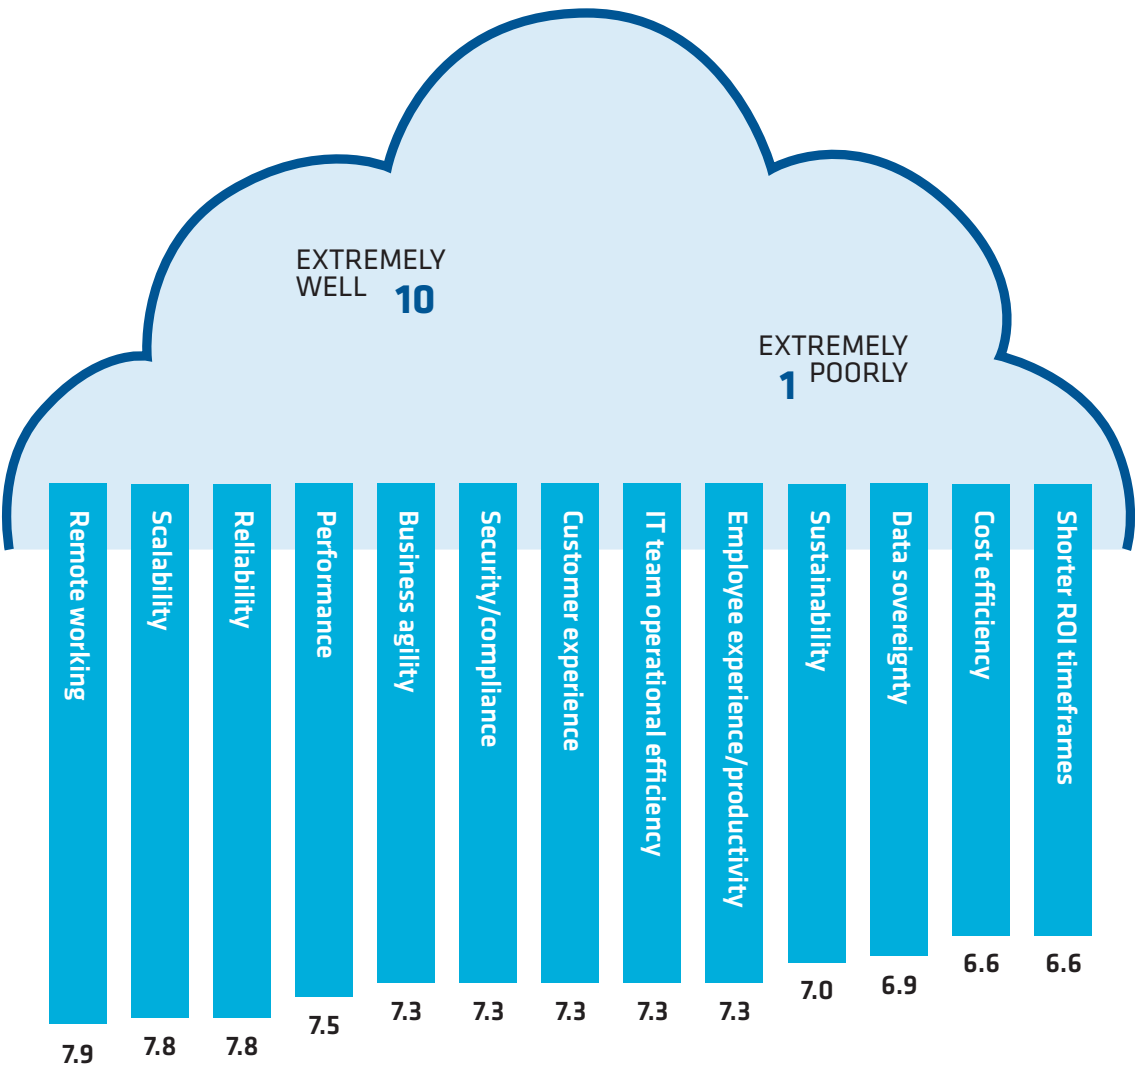 EXTREMELY
WELL 10
EXTREMELY
1 POORLY
Remote working
Scalability
Reliability
Performance
Business agility
Security/compliance
Customer experience
IT team operational efficiency
Employee experience/productivity
Sustainability
Data sovereignty
Cost efficiency
Shorter ROI timeframes
7.9
7.8
7.8
7.5
7.3
7.3
7.3
7.3
7.3
7.0
6.9
6.6
6.6